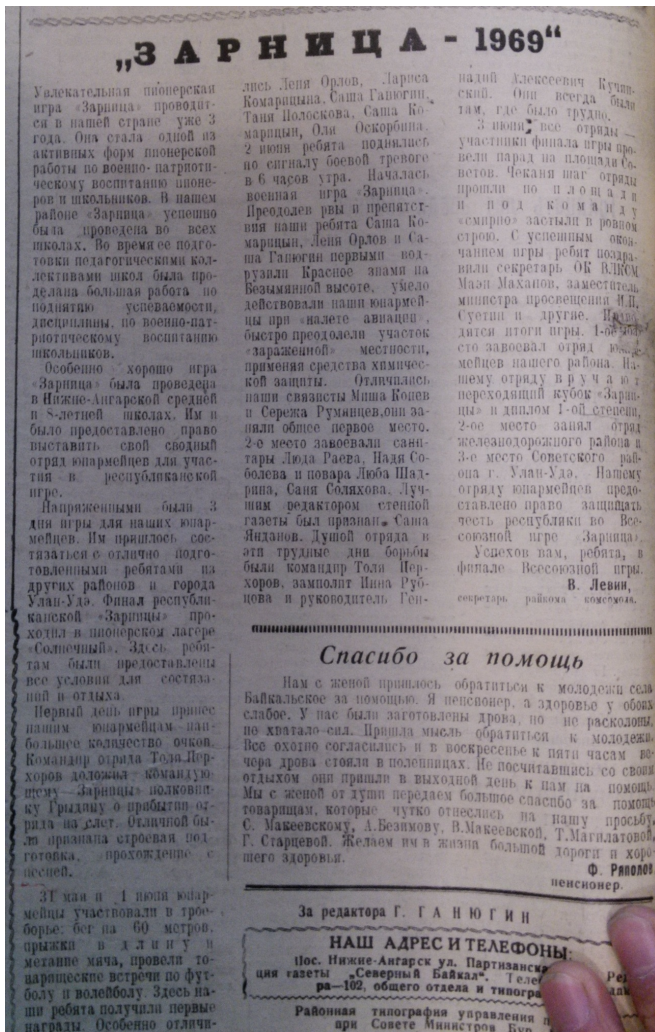 „ЗАРНИЦА - 1969“
Увлекательная пионерская
игра «Зарница» проводит-
ся в нашей стране уже 3
года. Она стала одной из
активных форм пионерской
работы по военно-патриоти-
ческому воспитанию пионе-
ров и школьников. В нашем
районе «Зарница» успешно
была проведена во всех
школах. Во время ее подго-
товки педагогическими кол-
лективами школ была про-
делана большая работа по
поднятию успеваемости,
дисциплины, по военно-пат-
риотическому воспитанию
школьников.
Особенно хорошо игра
«Зарница» была проведена
в Нижне-Ангарской средней
и 8-летней школах. Им и
было предоставлено право
выставить свой сводный
отряд юнармейцев для учас-
тия в республиканской
игре.
Напряженными были 3
дня игры для наших юнар-
мейцев. Им пришлось сос-
тязаться с отлично подго-
товленными ребятами из
других районов и города
Улан-Удэ. Финал республи-
канской «Зарницы» про-
ходил в пионерском лагере
«Солнечный». Здесь ребя-
там были предоставлены
все условия для состяза-
ний и отдыха.
Первый день игры принес
нашим юнармейцам наи-
большее количество очков.
Командир отряда Толя Пер-
хоров доложил командую-
щему «Зарницы» полковни-
ку Грыдину о прибытии от-
ряда на слет. Отличной бы-
ла признана строевая под-
готовка, прохождение с
песней.
31 мая и 1 июня юнар-
мейцы участвовали в трое-
борье: бег на 60 метров,
прыжки в длину и
метание мяча, провели то-
варищеские встречи по фут-
болу и волейболу. Здесь на-
ши ребята получили первые
награды. Особенно отличи-
лись Леня Орлов, Лариса
Комарицына, Саша Ганюгин,
Таня Полоскова, Саша Ко-
марицын, Оля Оскорбина.
2 июня ребята поднялись
по сигналу боевой тревоги
в 6 часов утра. Началась
военная игра «Зарница».
Преодолев рвы и препятст-
вия наши ребята Саша Ко-
марицын, Леня Орлов и Са-
ша Ганюгин первыми вод-
рузили Красное знамя на
Безымянной высоте, умело
действовали наши юнармей-
цы при «налете авиации»,
быстро преодолели участок
«зараженной» местности,
применяя средства химичес-
кой защиты. Отличились
наши связисты Миша Копев
и Сережа Румянцев, они за-
няли общее первое место.
2-е место завоевали сани-
тары Люда Раева, Надя Со-
болева и повара Люба Шад-
рина, Саня Соляхова. Луч-
шим редактором стенной
газеты был признан Саша
Янданов. Душой отряда в
эти трудные дни борьбы
были командир Толя Пер-
хоров, замполит Инна Руб-
цова и руководитель Ген-
надий Алексеевич Кучин-
ский. Они всегда были
там, где было трудно.
3 июня все отряды —
участники финала игры про-
вели парад на площади Со-
ветов. Чеканя шаг отряды
прошли по площади
и под команду
«смирно» застыли в ровном
строю. С успешным окон-
чанием игры ребят поздра-
вили секретарь ОК ВЛКСМ
Маэн Махапов, заместитель
министра просвещения И.П.
Суетин и другие.
дятся итоги игры. 1-ое ме-
сто завоевал отряд юнар-
мейцев нашего района. На-
шему отряду вручают
переходящий кубок «Зарни-
цы» и диплом 1-ой степени,
2-ое место занял отряд
железнодорожного района и
3-е место Советского рай-
она г. Улан-Удэ. Нашему
отряду юнармейцев предо-
ставлено право защищать
честь республики во Все-
союзной игре Зарница».
Успехов вам, ребята, в
финале Всесоюзной игры.
В. Левин,
секретарь райкома комсомола.
Спасибо за помощь
Нам с женой пришлось обратиться к молодежи села
Байкальское за помощью. Я пенсионер, а здоровье у обоих
слабое. У нас были заготовлены дрова, но не расколоны,
не хватало сил. Пришла мысль обратиться к молодежи.
Все охотно согласились и в воскресенье к пяти часам ве-
чера дрова стояли в поленницах. Не посчитавшись со своим
отдыхом они пришли в выходной день к нам на помощь.
Мы с женой от души передаем большое спасибо за помощь
товарищам, которые чутко отнеслись на нашу просьбу,
С. Макеевскому, А.Безимову, В.Макеевской, Т.Магилатовой,
Г. Старцевой. Желаем им в жизни большой дороги и хоро-
шего здоровья.
Ф. Ряполов
пенсионер.
За редактора Г. ГАНЮГИН
НАШ АДРЕС И ТЕЛЕФОНЫ:
Пос. Нижне-Ангарск ул. Партизанская
ция газеты „Северный Байкал“. Теле
ра—102, общего отдела и типогра
Районная типография управления п
при Совете Министров Бур.